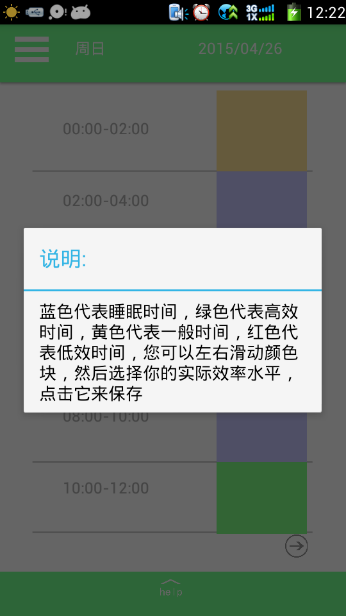 3G
1X
12:22
周日 2015/04/26
00:00-02:00
02:00-04:00
说明:
蓝色代表睡眠时间，绿色代表高效
时间，黄色代表一般时间，红色代
表低效时间，您可以左右滑动颜色
块，然后选择你的实际效率水平，
点击它来保存
08:00-10:00
10:00-12:00
help